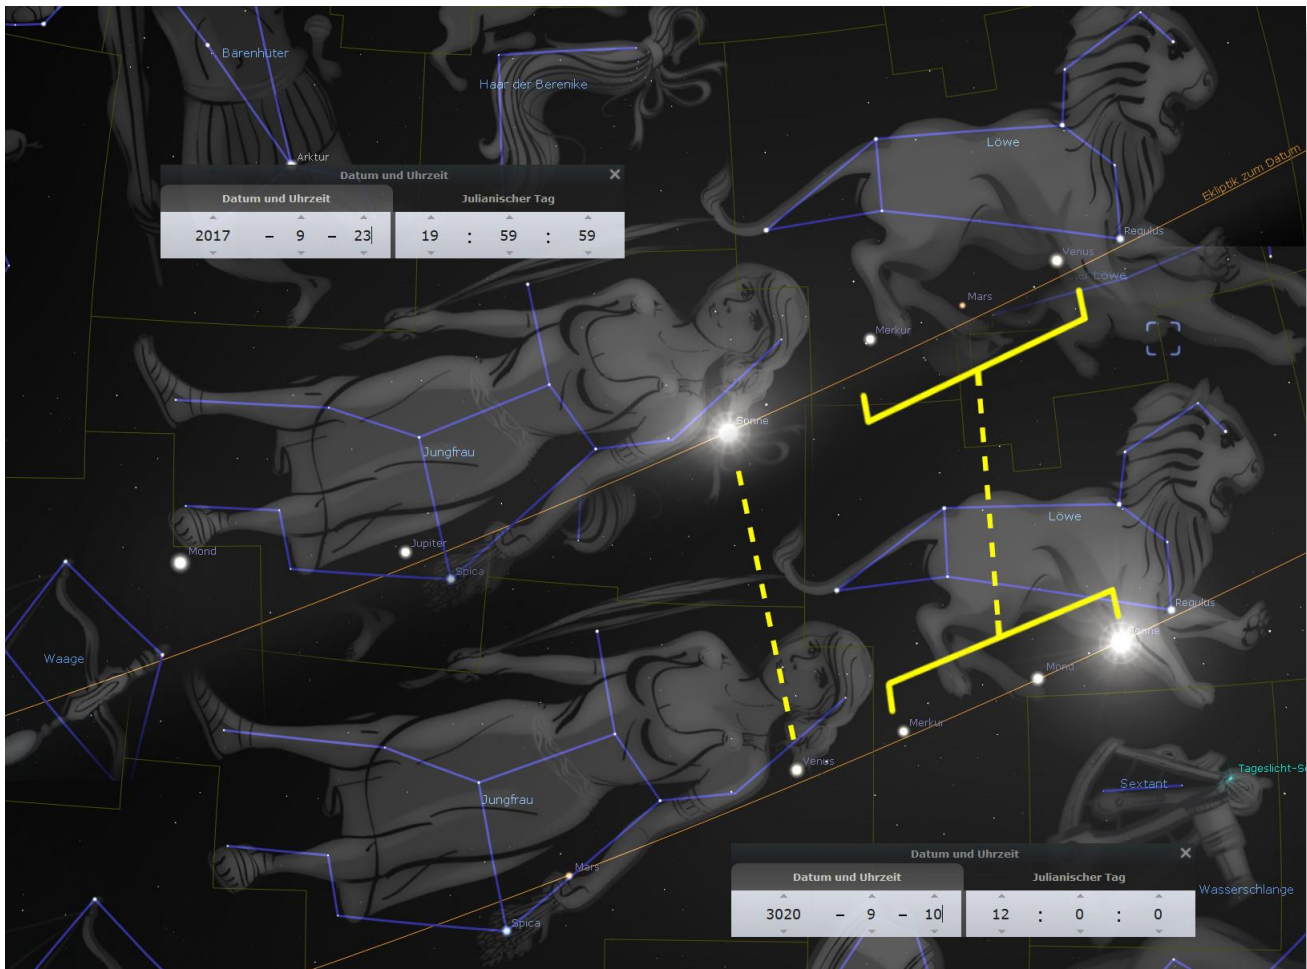 Bärenhüter
Haar der Berenike
Arktur
Löwe
Ekliptik zum Datum
Datum und Uhrzeit
Datum und Uhrzeit Julianischer Tag
2017 - 9 - 23 19 : 59 : 59
Regulus
Venus
Löwe
Mars
Merkur
Sonne
Jungfrau
Mond
Jupiter
Spica
Waage
Löwe
Regulus
Sonne
Mond
Merkur
Venus
Jungfrau
Mars
Spica
Tageslicht-S
Sextant
Wasserschlange
Datum und Uhrzeit
Datum und Uhrzeit Julianischer Tag
3020 - 9 - 10 12 : 0 : 0